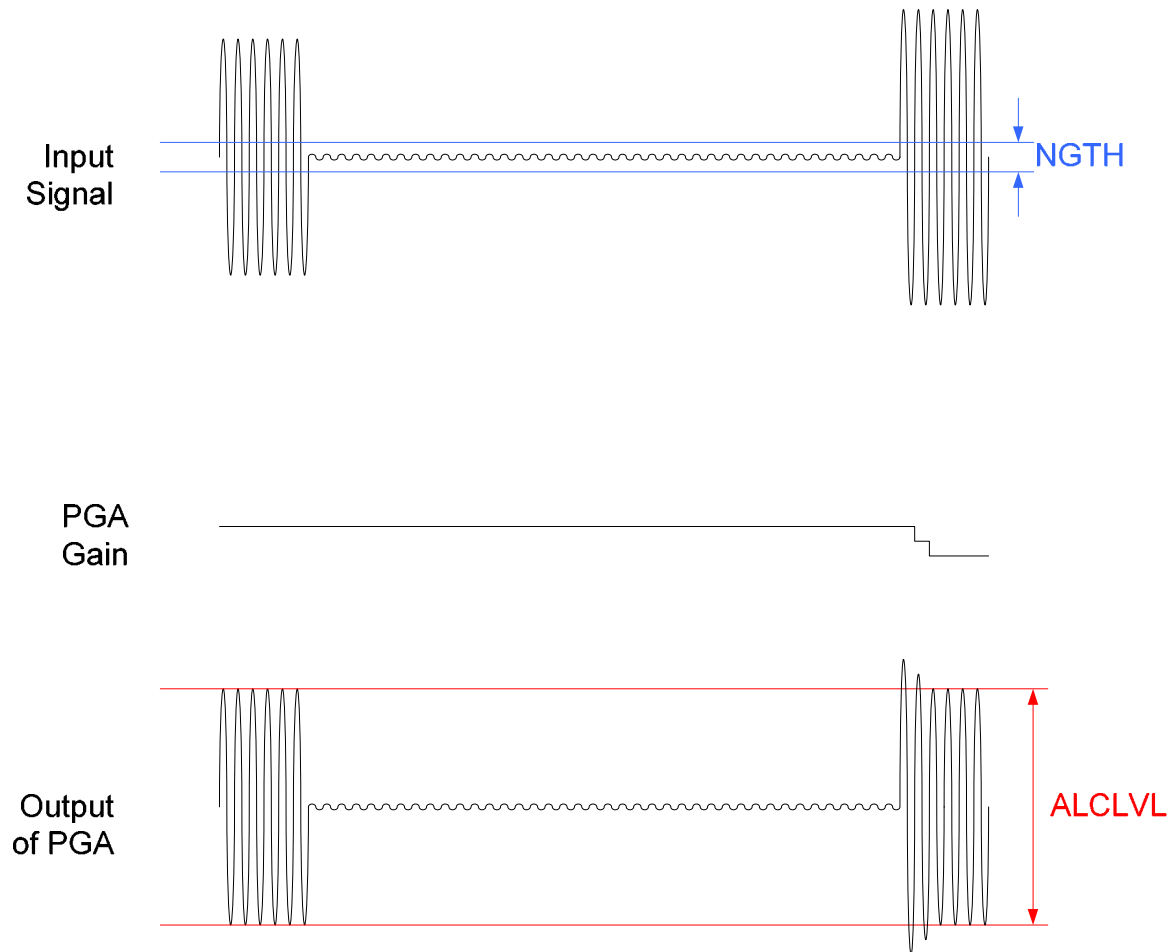 Input
Signal
NGTH
PGA
Gain
Output
of PGA
ALCLVL